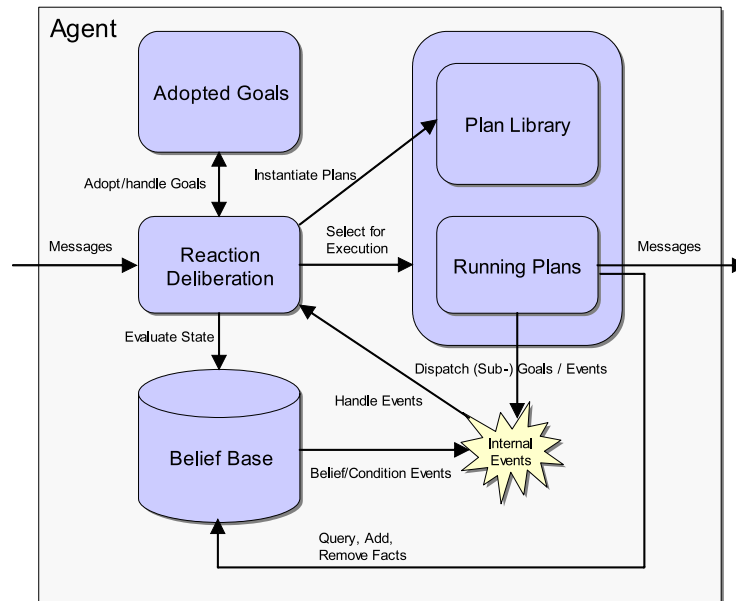 Agent
Adopted Goals
Plan Library
Adopt/handle Goals
Instantiate Plans
Messages
Reaction
Deliberation
Select for
Execution
Running Plans
Messages
Evaluate State
Dispatch (Sub-) Goals / Events
Handle Events
Internal
Events
Belief Base
Belief/Condition Events
Query, Add,
Remove Facts